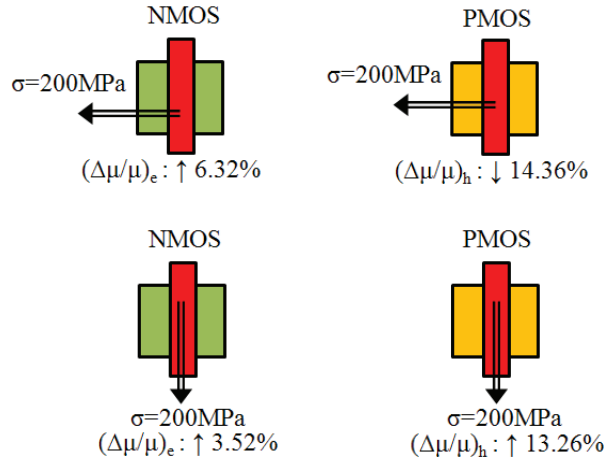 NMOS
PMOS
σ=200MPa
σ=200MPa
(Δμ/μ)e : ↑ 6.32%
(Δμ/μ)h : ↓ 14.36%
NMOS
PMOS
σ=200MPa
σ=200MPa
(Δμ/μ)e : ↑ 3.52%
(Δμ/μ)h : ↑ 13.26%